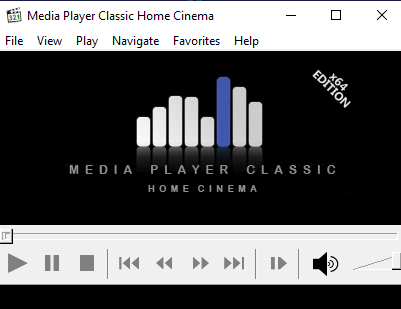 Media Player Classic Home Cinema
File View Play Navigate Favorites Help
x64
EDITION
MEDIA PLAYER CLASSIC
HOME CINEMA